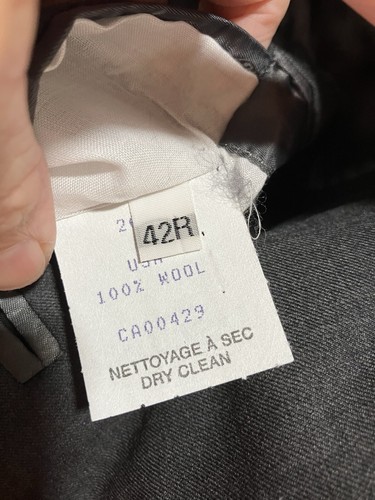 42R
100% WOOL
CA00429
NETTOYAGE À SEC
DRY CLEAN